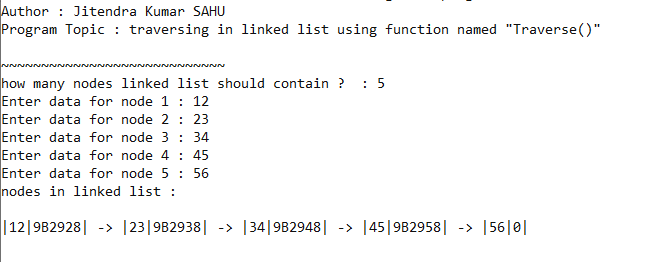 Author : Jitendra Kumar SAHU
Program Topic : traversing in linked list using function named "Traverse()"
~~~~~~~~~~~~~~~~~~~~~~~~~~~~
how many nodes linked list should contain ?  : 5
Enter data for node 1 : 12
Enter data for node 2 : 23
Enter data for node 3 : 34
Enter data for node 4 : 45
Enter data for node 5 : 56
nodes in linked list :
|12|9B2928| -> |23|9B2938| -> |34|9B2948| -> |45|9B2958| -> |56|0|